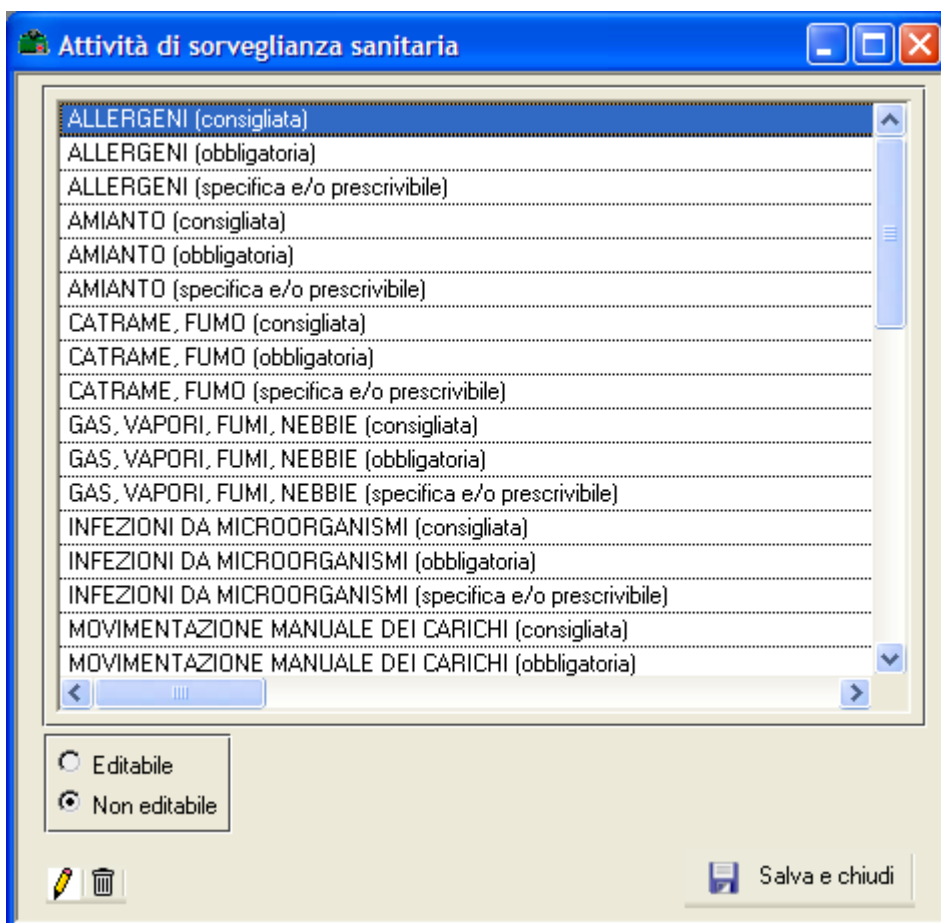 Attività di sorveglianza sanitaria
ALLERGENI (consigliata)
ALLERGENI (obbligatoria)
ALLERGENI (specifica e/o prescrivibile)
AMIANTO (consigliata)
AMIANTO (obbligatoria)
AMIANTO (specifica e/o prescrivibile)
CATRAME, FUMO (consigliata)
CATRAME, FUMO (obbligatoria)
CATRAME, FUMO (specifica e/o prescrivibile)
GAS, VAPORI, FUMI, NEBBIE (consigliata)
GAS, VAPORI, FUMI, NEBBIE (obbligatoria)
GAS, VAPORI, FUMI, NEBBIE (specifica e/o prescrivibile)
INFEZIONI DA MICROORGANISMI (consigliata)
INFEZIONI DA MICROORGANISMI (obbligatoria)
INFEZIONI DA MICROORGANISMI (specifica e/o prescrivibile)
MOVIMENTAZIONE MANUALE DEI CARICHI (consigliata)
MOVIMENTAZIONE MANUALE DEI CARICHI (obbligatoria)
Editabile
Non editabile
Salva e chiudi